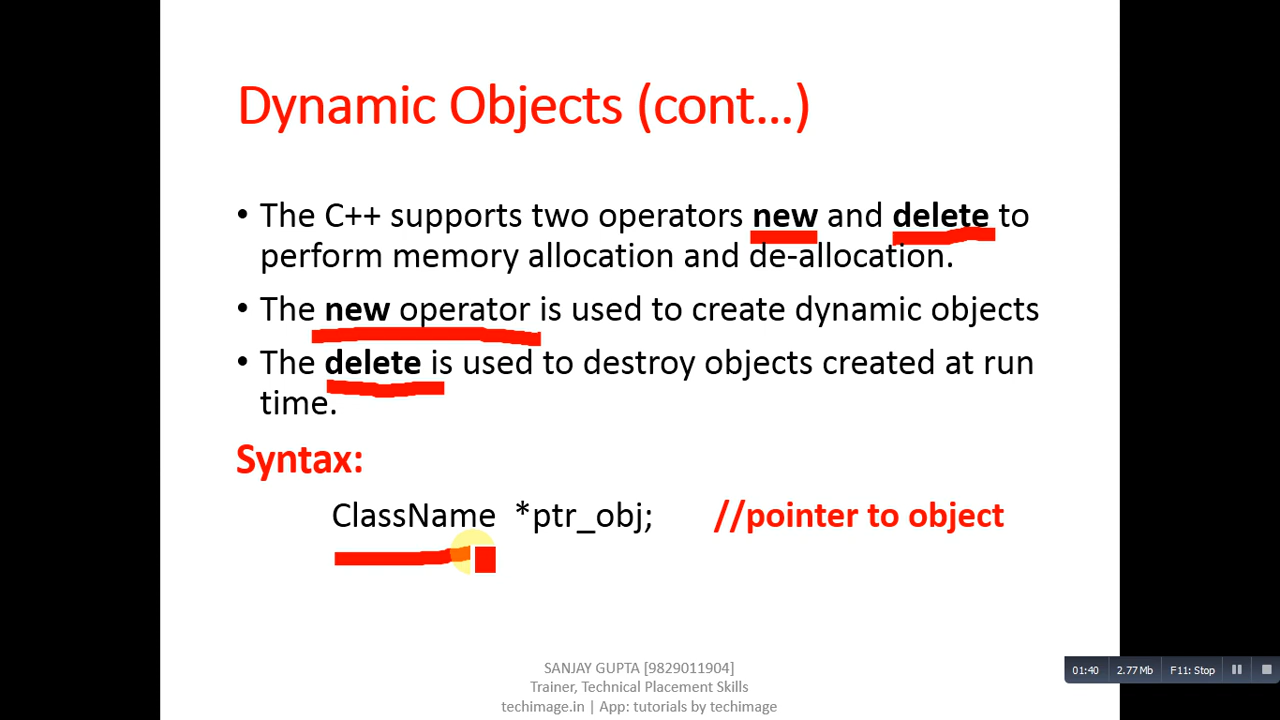 Dynamic Objects (cont...)
• The C++ supports two operators new and delete to
perform memory allocation and de-allocation.
• The new operator is used to create dynamic objects
• The delete is used to destroy objects created at run
time.
Syntax:
ClassName *ptr_obj; //pointer to object
SANJAY GUPTA [9829011904]
Trainer, Technical Placement Skills
techimage.in | App: tutorials by techimage
01:40 2.77 Mb F11: Stop